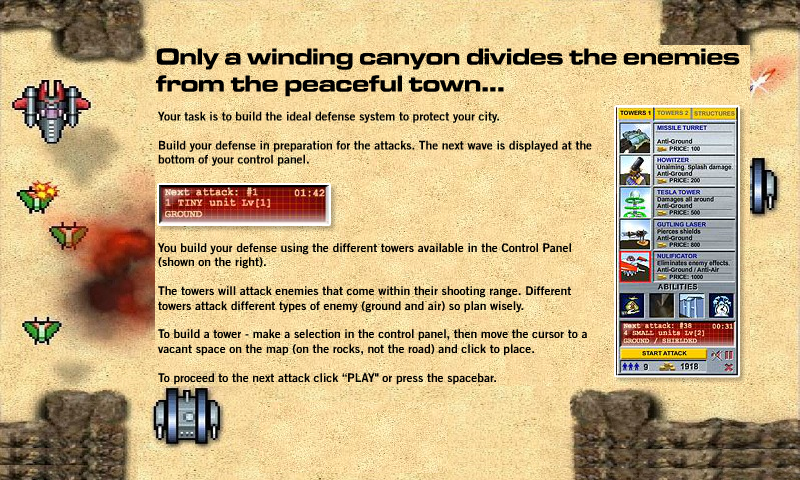 Only a winding canyon divides the enemies
from the peaceful town...
Your task is to build the ideal defense system to protect your city.
Build your defense in preparation for the attacks. The next wave is displayed at the
bottom of your control panel.
Next attack: #1 01:42
1 TINY unit Lv[1]
GROUND
You build your defense using the different towers available in the Control Panel
(shown on the right).
The towers will attack enemies that come within their shooting range. Different
towers attack different types of enemy (ground and air) so plan wisely.
To build a tower - make a selection in the control panel, then move the cursor to a
vacant space on the map (on the rocks, not the road) and click to place.
To proceed to the next attack click “PLAY" or press the spacebar.
TOWERS 1 TOWERS 2 STRUCTURES
MISSILE TURRET
Anti-Ground
PRICE: 100
HOWITZER
Unaiming. Splash damage.
Anti-Ground
PRICE: 200
TESLA TOWER
Damages all around
Anti-Ground
PRICE: 500
GUTLING LASER
Pierces shields
Anti-Ground
PRICE: 800
NULIFICATOR
Eliminates enemy effects.
Anti-Ground / Anti-Air
PRICE: 1000
ABILITIES
Next attack: #38 00:31
4 SMALL units Lv[2]
GROUND / SHIELDED
START ATTACK
9 1918